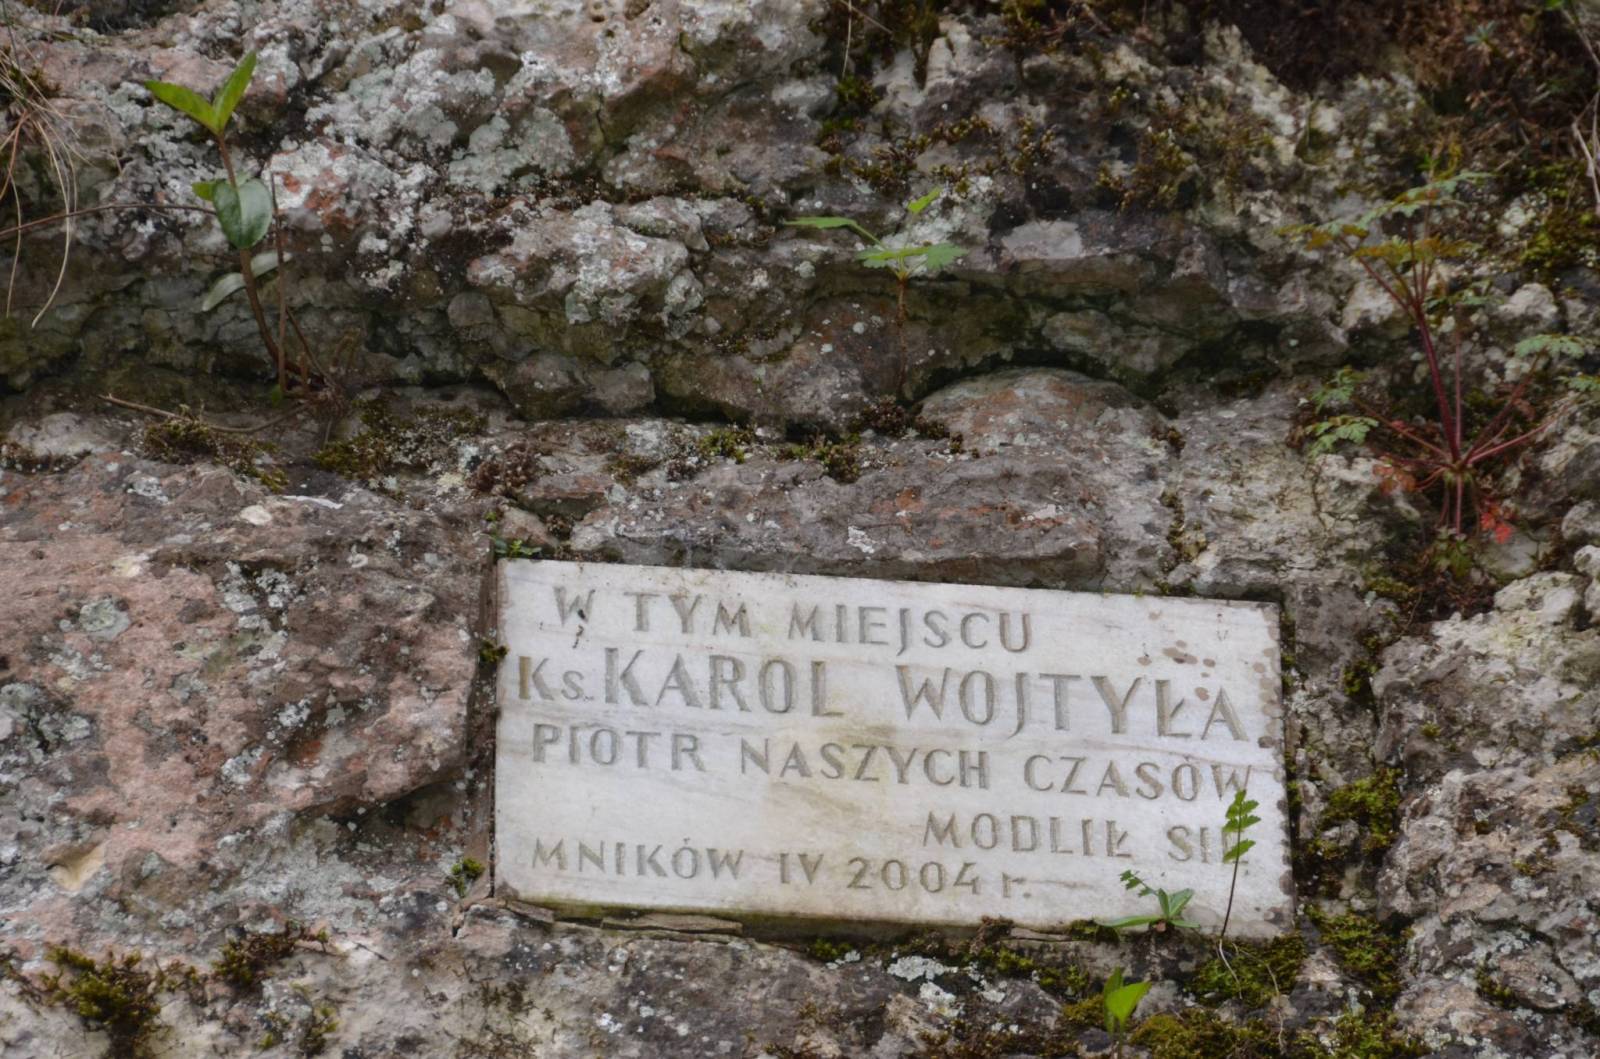 W TYM MIEJSCU
Ks. KAROL WOJTYŁA
PIOTR NASZYCH CZASÓW
MODLIŁ SIĘ
MNIKÓW IV 2004 r.